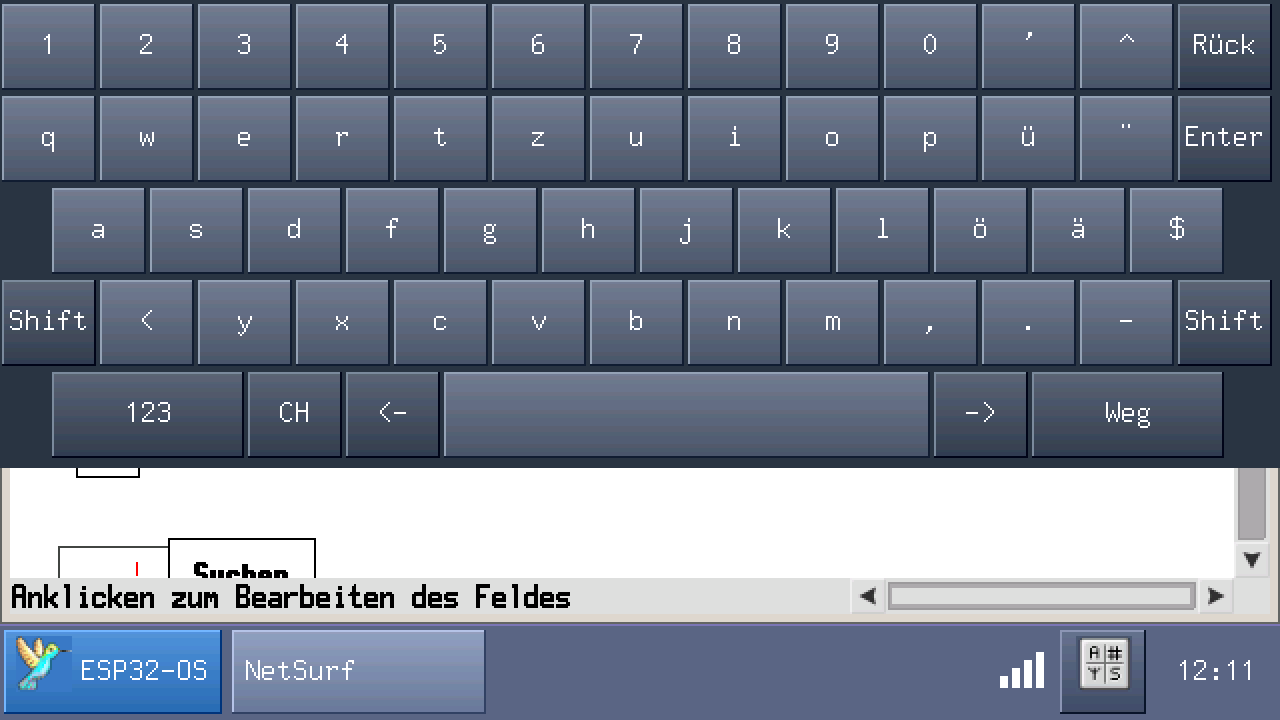 1 2 3 4 5 6 7 8 9 0 ' ^ Rück
q w e r t z u i o p ü ¨ Enter
a s d f g h j k l ö ä $
Shift < y x c v b n m , . - Shift
123 CH <- -> Weg
Suchen
Anklicken zum Bearbeiten des Feldes
ESP32-OS NetSurf A # Y S 12:11